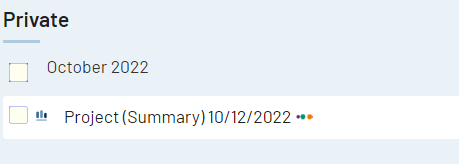 Private
October 2022
Project (Summary) 10/12/2022